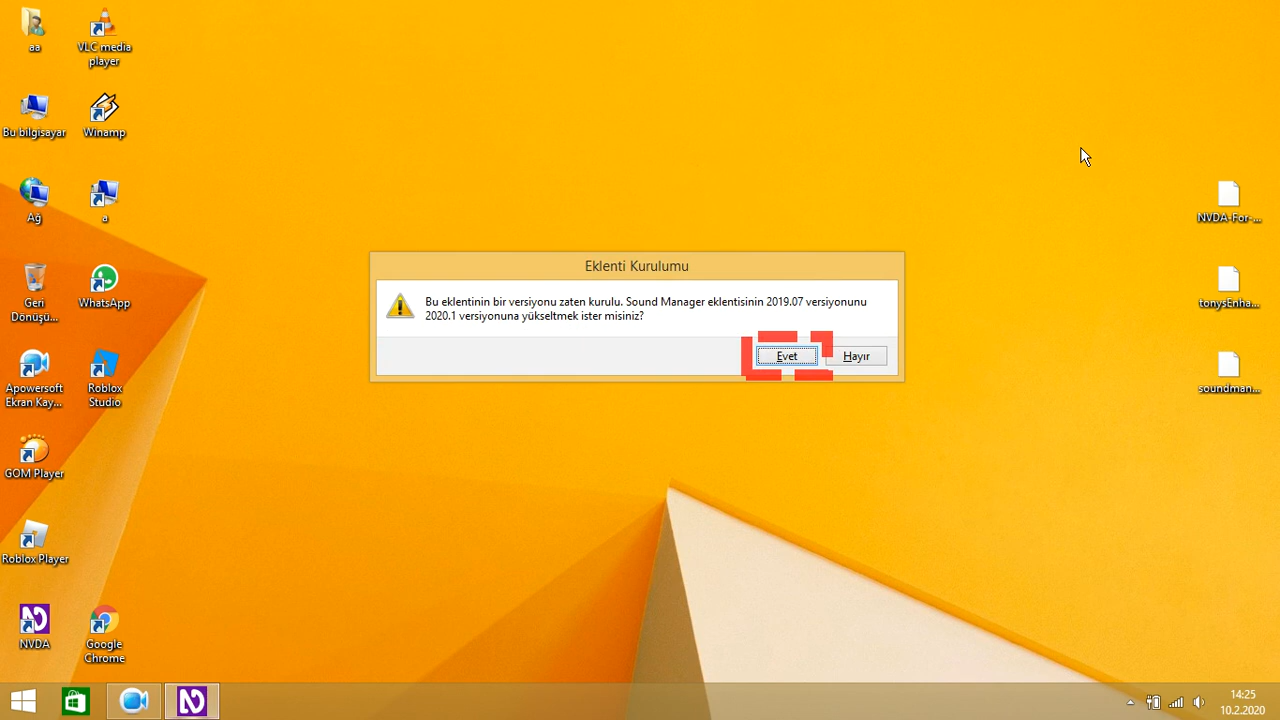 aa
VLC media
player
Bu bilgisayar
Winamp
Ağ
a
Geri
Dönüşü...
WhatsApp
Apowersoft
Ekran Kay...
Roblox
Studio
GOM Player
Roblox Player
NVDA
Google
Chrome
Eklenti Kurulumu
Bu eklentinin bir versiyonu zaten kurulu. Sound Manager eklentisinin 2019.07 versiyonunu
2020.1 versiyonuna yükseltmek ister misiniz?
Evet
Hayır
NVDA-For-...
tonysEnha...
soundman...
14:25
10.2.2020